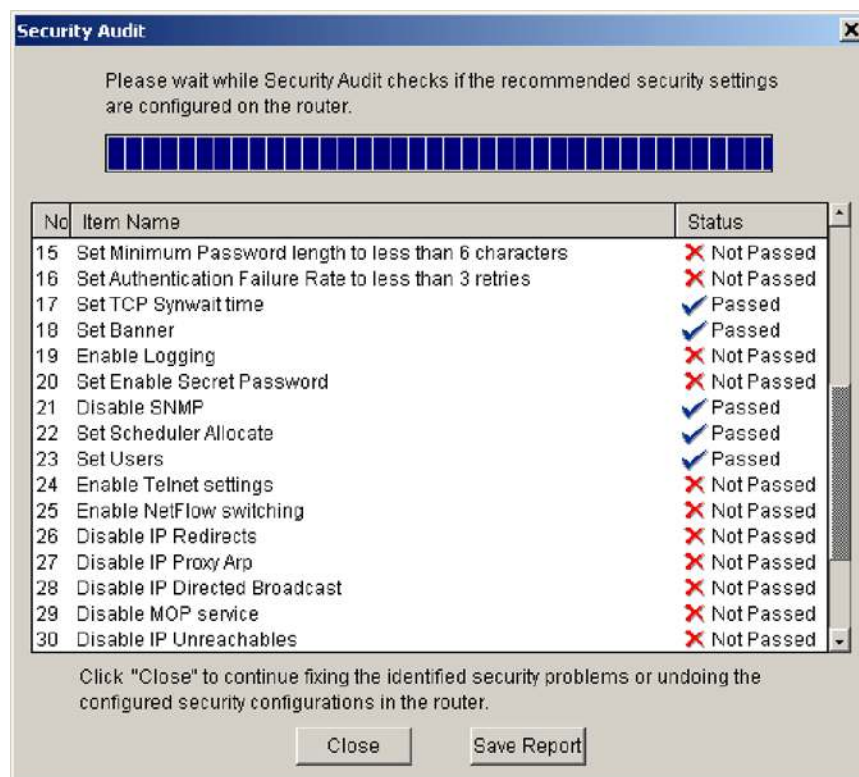 Security Audit
Please wait while Security Audit checks if the recommended security settings
are configured on the router.
No Item Name Status
15 Set Minimum Password length to less than 6 characters Not Passed
16 Set Authentication Failure Rate to less than 3 retries Not Passed
17 Set TCP Synwait time Passed
18 Set Banner Passed
19 Enable Logging Not Passed
20 Set Enable Secret Password Not Passed
21 Disable SNMP Passed
22 Set Scheduler Allocate Passed
23 Set Users Passed
24 Enable Telnet settings Not Passed
25 Enable NetFlow switching Not Passed
26 Disable IP Redirects Not Passed
27 Disable IP Proxy Arp Not Passed
28 Disable IP Directed Broadcast Not Passed
29 Disable MOP service Not Passed
30 Disable IP Unreachables Not Passed
Click "Close" to continue fixing the identified security problems or undoing the
configured security configurations in the router.
Close Save Report